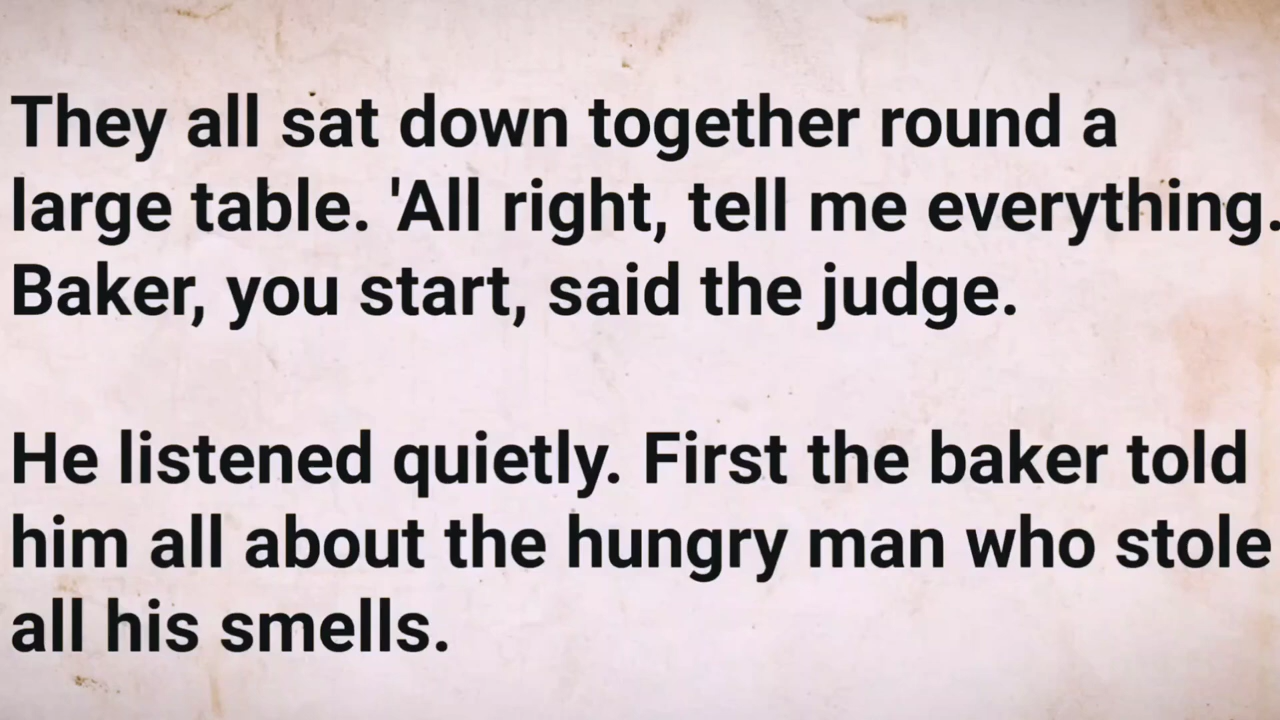 They all sat down together round a
large table. 'All right, tell me everything.
Baker, you start, said the judge.
He listened quietly. First the baker told
him all about the hungry man who stole
all his smells.